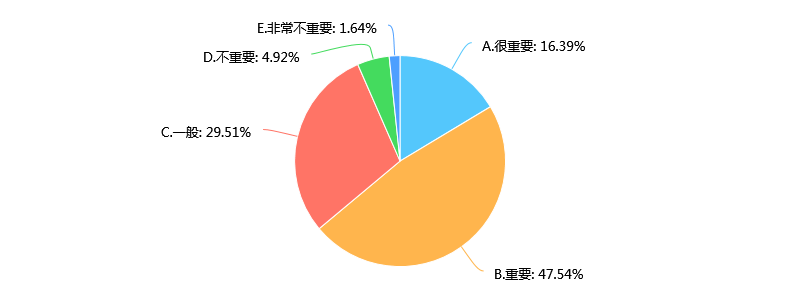 E.非常不重要: 1.64%
A.很重要: 16.39%
D.不重要: 4.92%
C.一般: 29.51%
B.重要: 47.54%